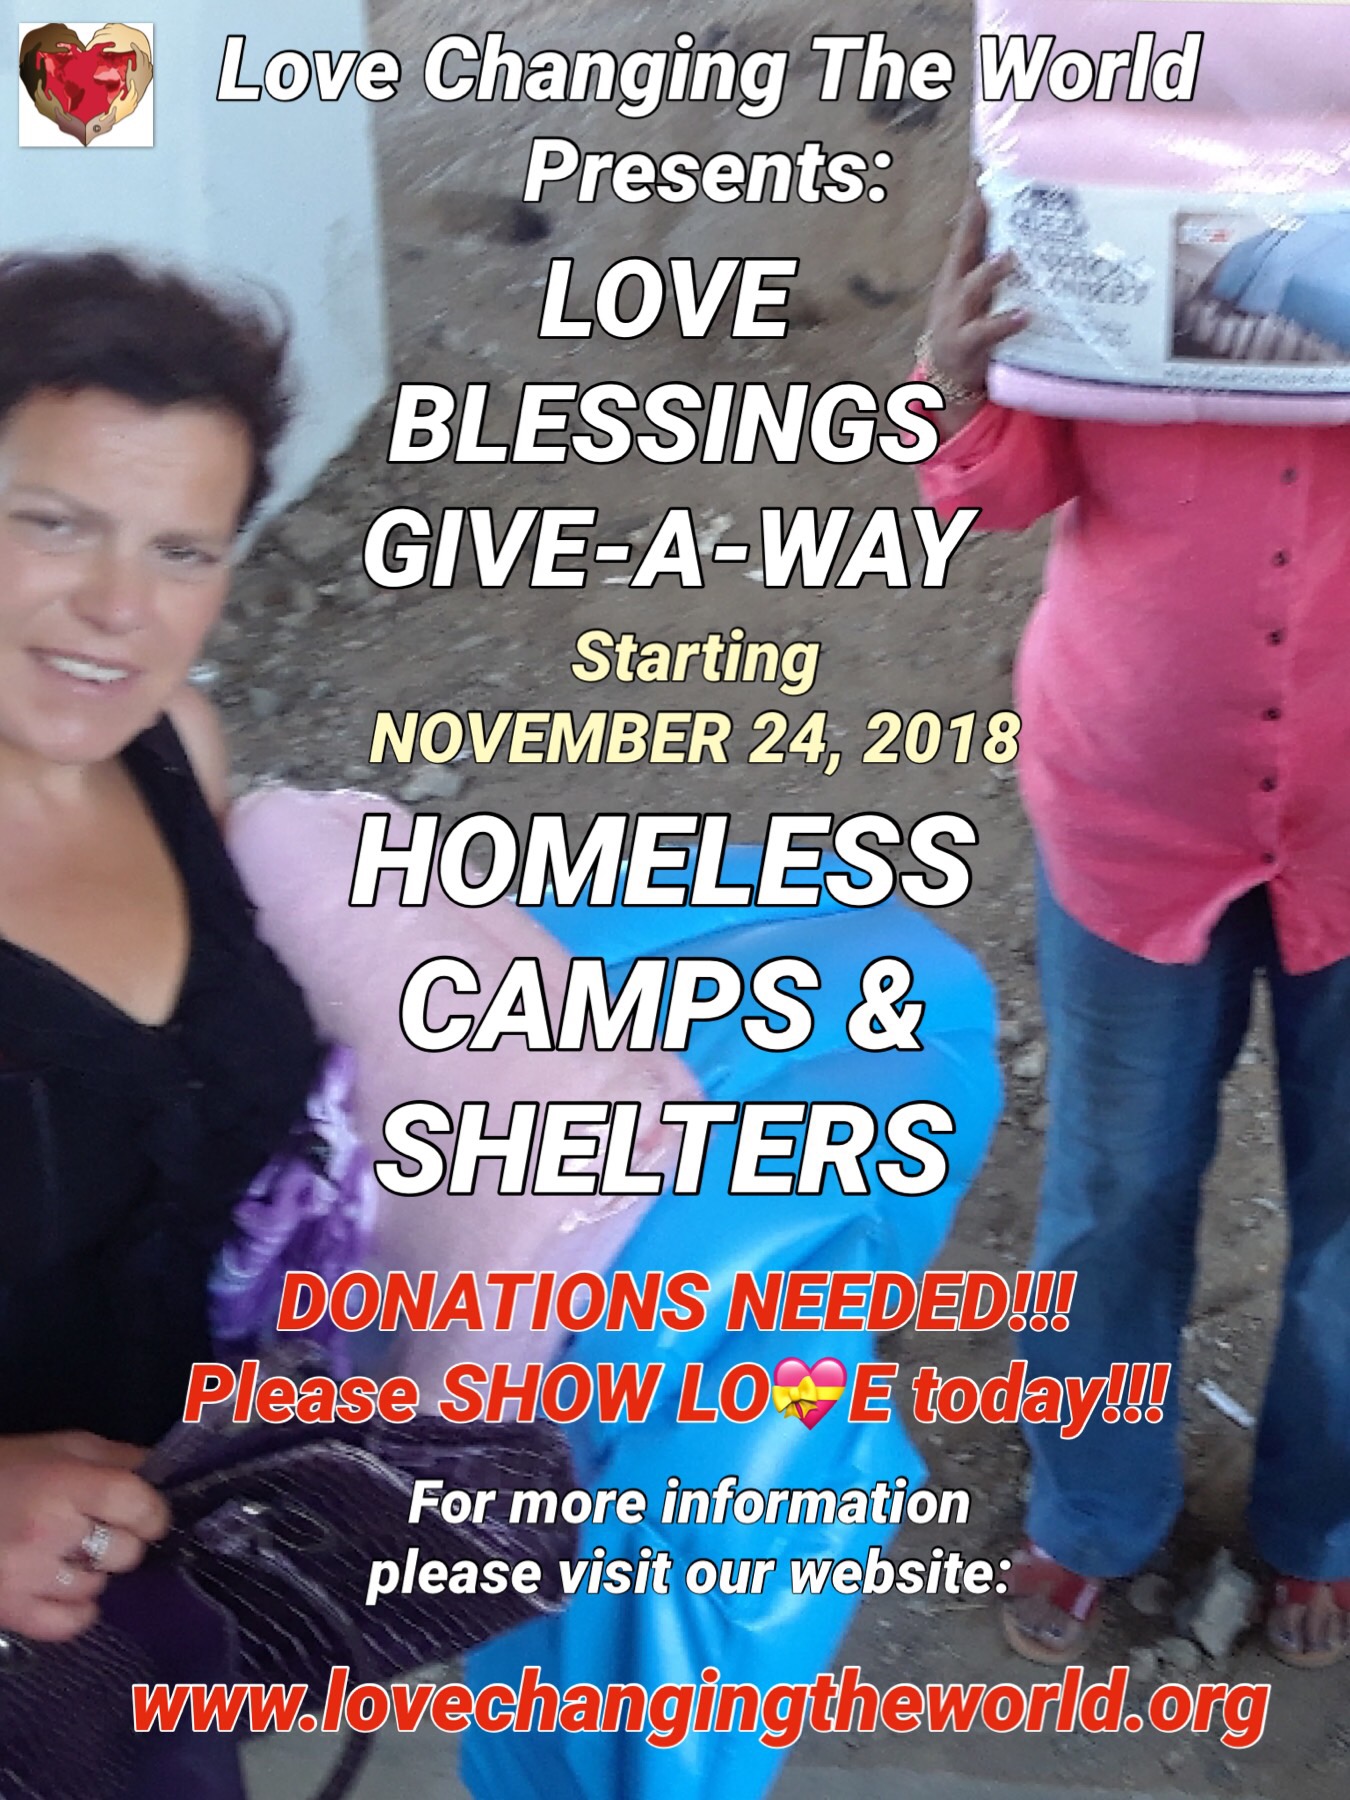 Love Changing The World
Presents:
LOVE
BLESSINGS
GIVE-A-WAY
Starting
NOVEMBER 24, 2018
HOMELESS
CAMPS &
SHELTERS
DONATIONS NEEDED!!!
Please SHOW LO💝E today!!!
For more information
please visit our website:
www.lovechangingtheworld.org